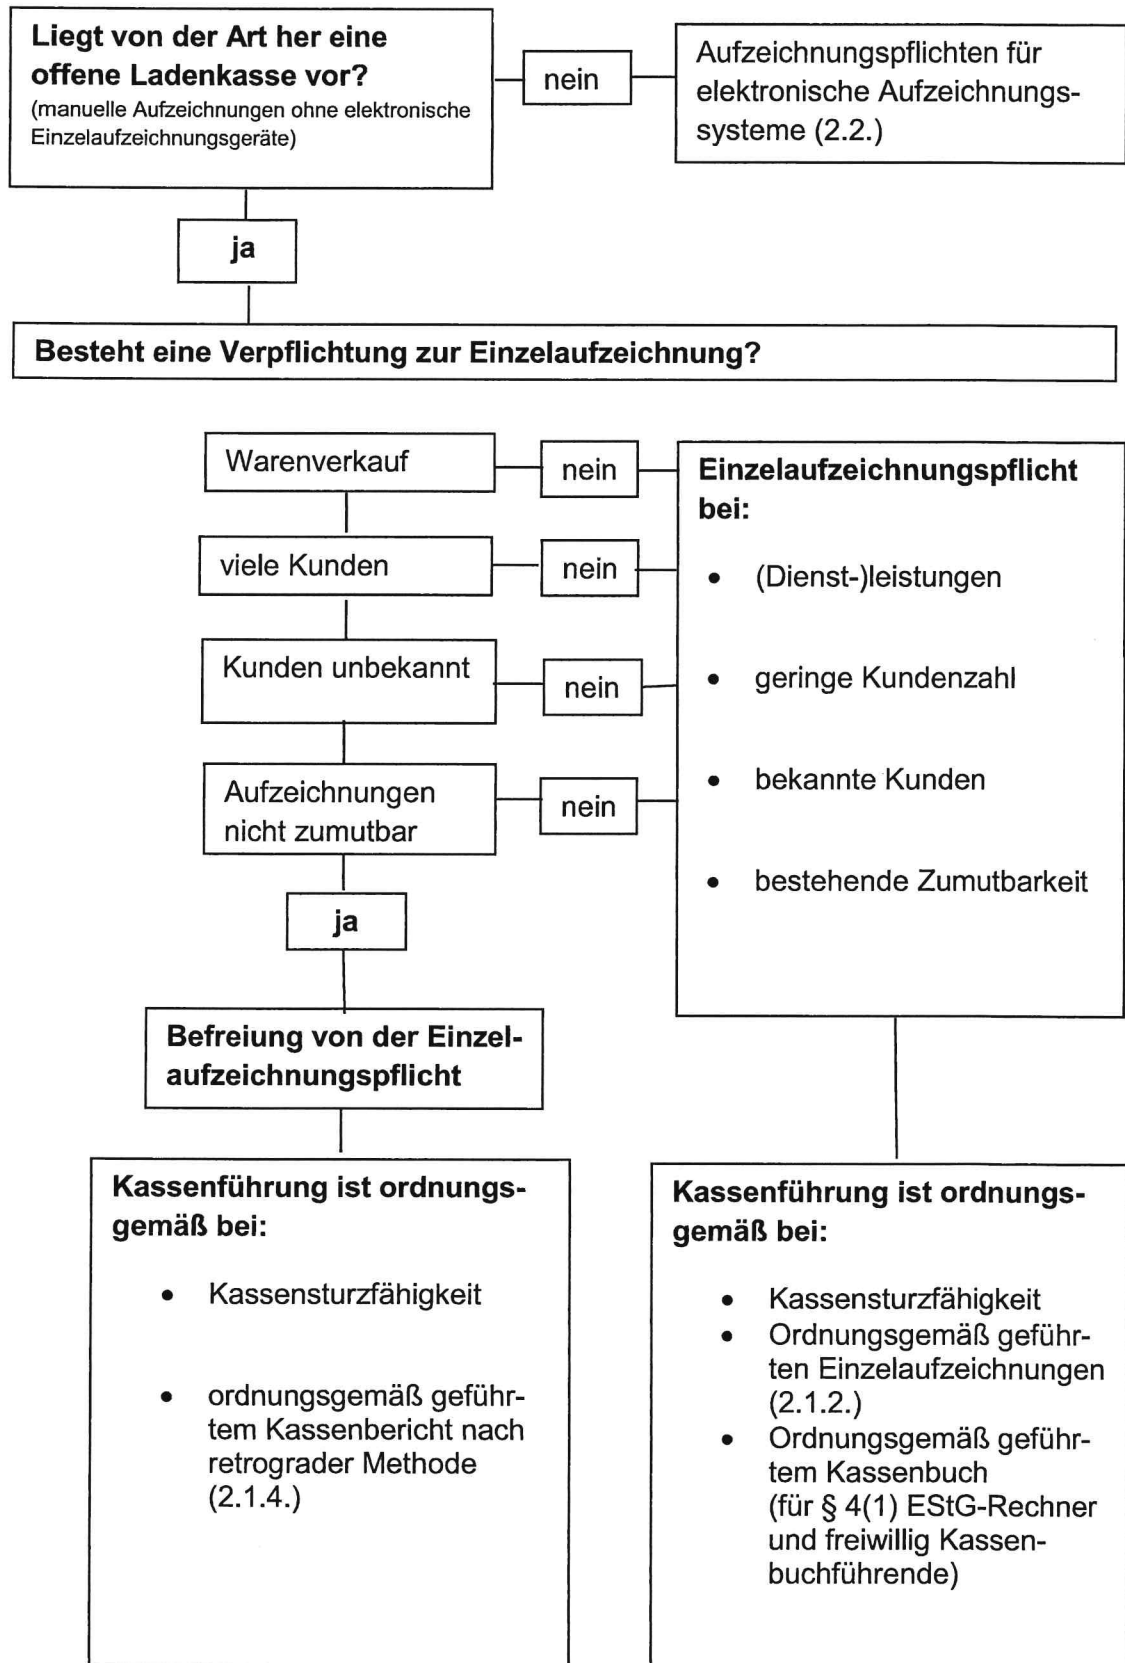 Liegt von der Art her eine
offene Ladenkasse vor?
(manuelle Aufzeichnungen ohne elektronische
Einzelaufzeichnungsgeräte)
nein
Aufzeichnungspflichten für
elektronische Aufzeichnungs-
systeme (2.2.)
ja
Besteht eine Verpflichtung zur Einzelaufzeichnung?
Warenverkauf
nein
viele Kunden
nein
Kunden unbekannt
nein
Aufzeichnungen
nicht zumutbar
nein
Einzelaufzeichnungspflicht
bei:
• (Dienst-)leistungen
• geringe Kundenzahl
• bekannte Kunden
• bestehende Zumutbarkeit
ja
Befreiung von der Einzel-
aufzeichnungspflicht
Kassenführung ist ordnungs-
gemäß bei:
• Kassensturzfähigkeit
• ordnungsgemäß geführ-
tem Kassenbericht nach
retrograder Methode
(2.1.4.)
Kassenführung ist ordnungs-
gemäß bei:
• Kassensturzfähigkeit
• Ordnungsgemäß geführ-
ten Einzelaufzeichnungen
(2.1.2.)
• Ordnungsgemäß geführ-
tem Kassenbuch
(für § 4(1) EStG-Rechner
und freiwillig Kassen-
buchführende)